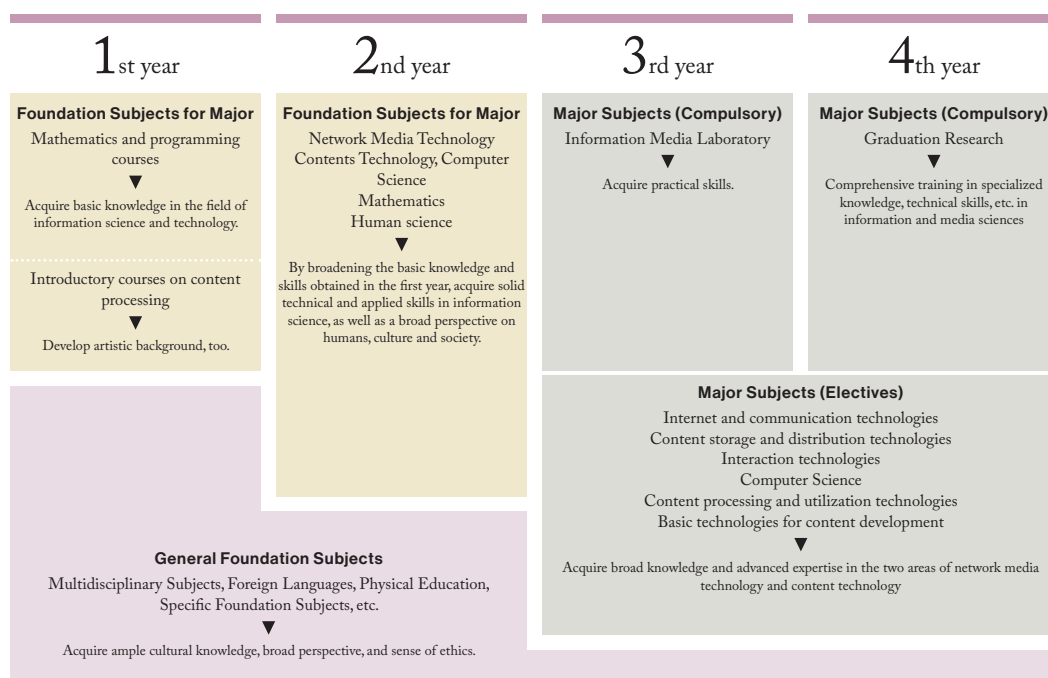 1st year
Foundation Subjects for Major
Mathematics and programming
courses
▼
Acquire basic knowledge in the field of
information science and technology.
Introductory courses on content
processing
▼
Develop artistic background, too.
2nd year
Foundation Subjects for Major
Network Media Technology
Contents Technology, Computer
Science
Mathematics
Human science
▼
By broadening the basic knowledge and
skills obtained in the first year, acquire solid
technical and applied skills in information
science, as well as a broad perspective on
humans, culture and society.
3rd year
Major Subjects (Compulsory)
Information Media Laboratory
▼
Acquire practical skills.
4th year
Major Subjects (Compulsory)
Graduation Research
▼
Comprehensive training in specialized
knowledge, technical skills, etc. in
information and media sciences
Major Subjects (Electives)
Internet and communication technologies
Content storage and distribution technologies
Interaction technologies
Computer Science
Content processing and utilization technologies
Basic technologies for content development
▼
Acquire broad knowledge and advanced expertise in the two areas of network media
technology and content technology
General Foundation Subjects
Multidisciplinary Subjects, Foreign Languages, Physical Education,
Specific Foundation Subjects, etc.
▼
Acquire ample cultural knowledge, broad perspective, and sense of ethics.